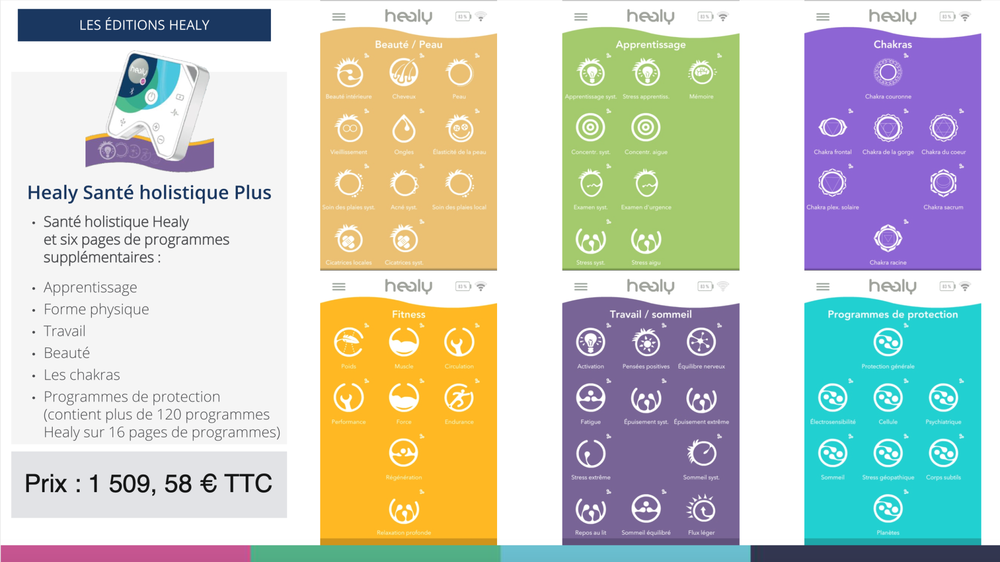 LES ÉDITIONS HEALY
healy
Healy Santé holistique Plus
• Santé holistique Healy
et six pages de programmes
supplémentaires :
• Apprentissage
• Forme physique
• Travail
• Beauté
• Les chakras
• Programmes de protection
(contient plus de 120 programmes
Healy sur 16 pages de programmes)
Prix : 1 509, 58 € TTC
healy 83 %
Beauté / Peau
Beauté intérieure Cheveux Peau
Vieillissement Ongles Élasticité de la peau
Soin des plaies syst. Acné syst. Soin des plaies local
Cicatrices locales Cicatrices syst.
healy 83 %
Apprentissage
Apprentissage syst. Stress apprentiss. Mémoire
Concentr. syst. Concentr. aigue
Examen syst. Examen d'urgence
Stress syst. Stress aigu
healy 83 %
Chakras
Chakra couronne
Chakra frontal Chakra de la gorge Chakra du coeur
Chakra plex. solaire Chakra sacrum
Chakra racine
healy 83 %
Fitness
Poids Muscle Circulation
Performance Force Endurance
Régénération
Relaxation profonde
healy 83 %
Travail / sommeil
Activation Pensées positives Équilibre nerveux
Fatigue Épuisement syst. Épuisement extrême
Stress extrême Sommeil syst.
Repos au lit Sommeil équilibré Flux léger
healy 83 %
Programmes de protection
Protection générale
Électrosensibilité Cellule Psychiatrique
Sommeil Stress géopathique Corps subtils
Planètes